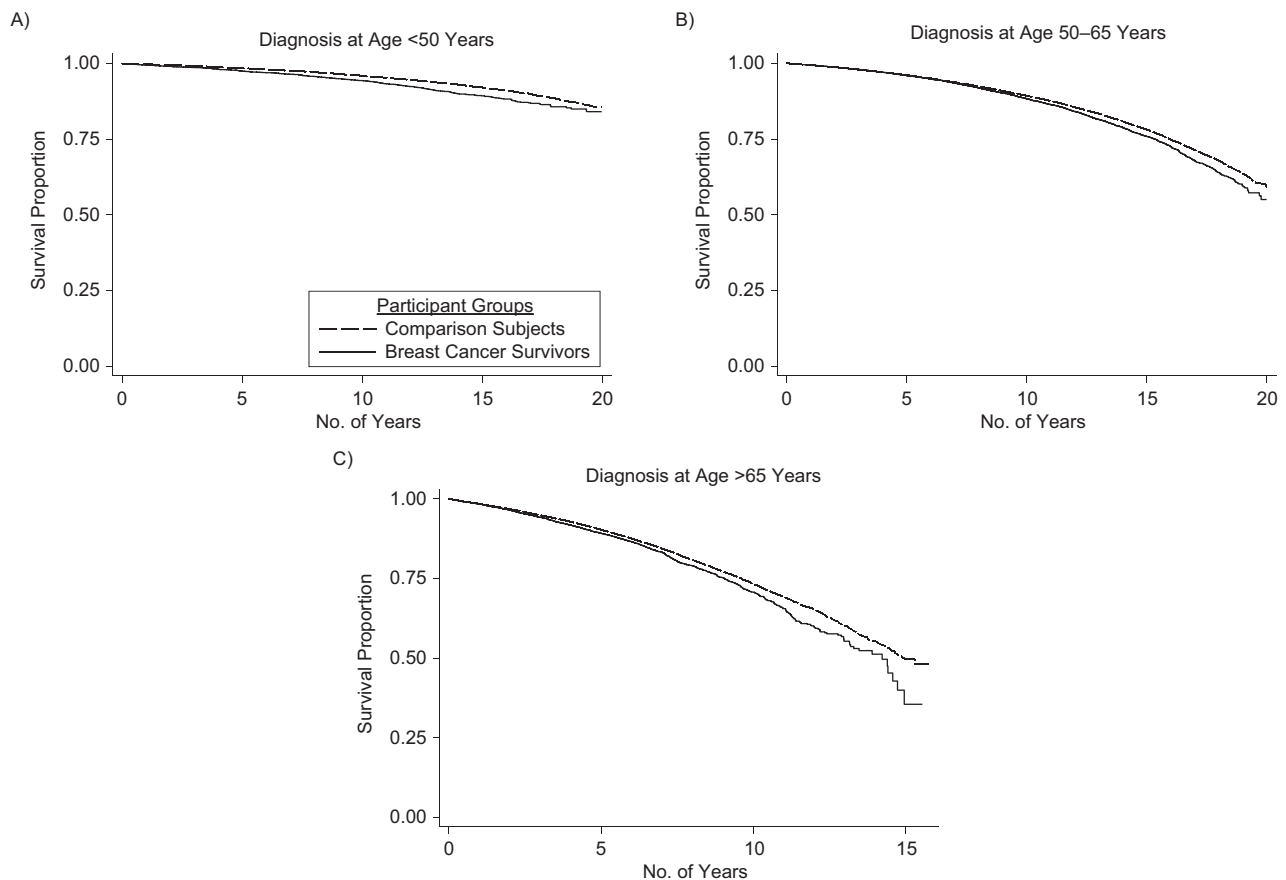 A)
Diagnosis at Age <50 Years
1.00
0.75
0.50
0.25
0.00
Survival Proportion
Participant Groups
Comparison Subjects
Breast Cancer Survivors
0 5 10 15 20
No. of Years
B)
Diagnosis at Age 50–65 Years
1.00
0.75
0.50
0.25
0.00
Survival Proportion
0 5 10 15 20
No. of Years
C)
Diagnosis at Age >65 Years
1.00
0.75
0.50
0.25
0.00
Survival Proportion
0 5 10 15
No. of Years